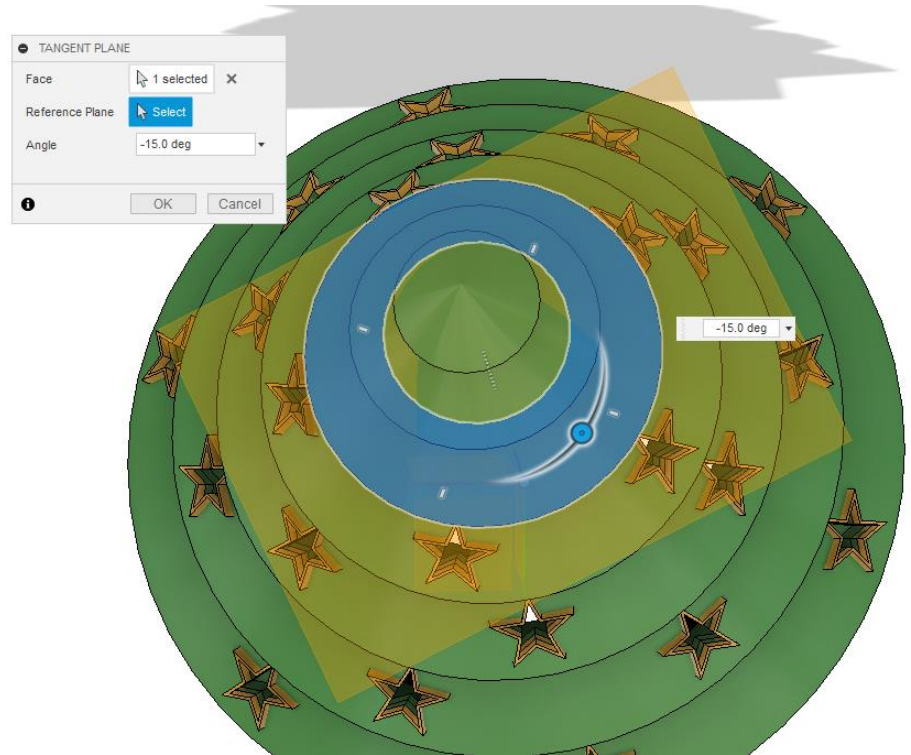 TANGENT PLANE
Face 1 selected
Reference Plane Select
Angle -15.0 deg
OK Cancel
-15.0 deg